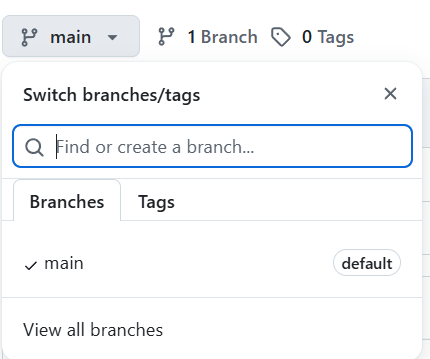 main 1 Branch 0 Tags
Switch branches/tags
Find or create a branch...
Branches Tags
main default
View all branches